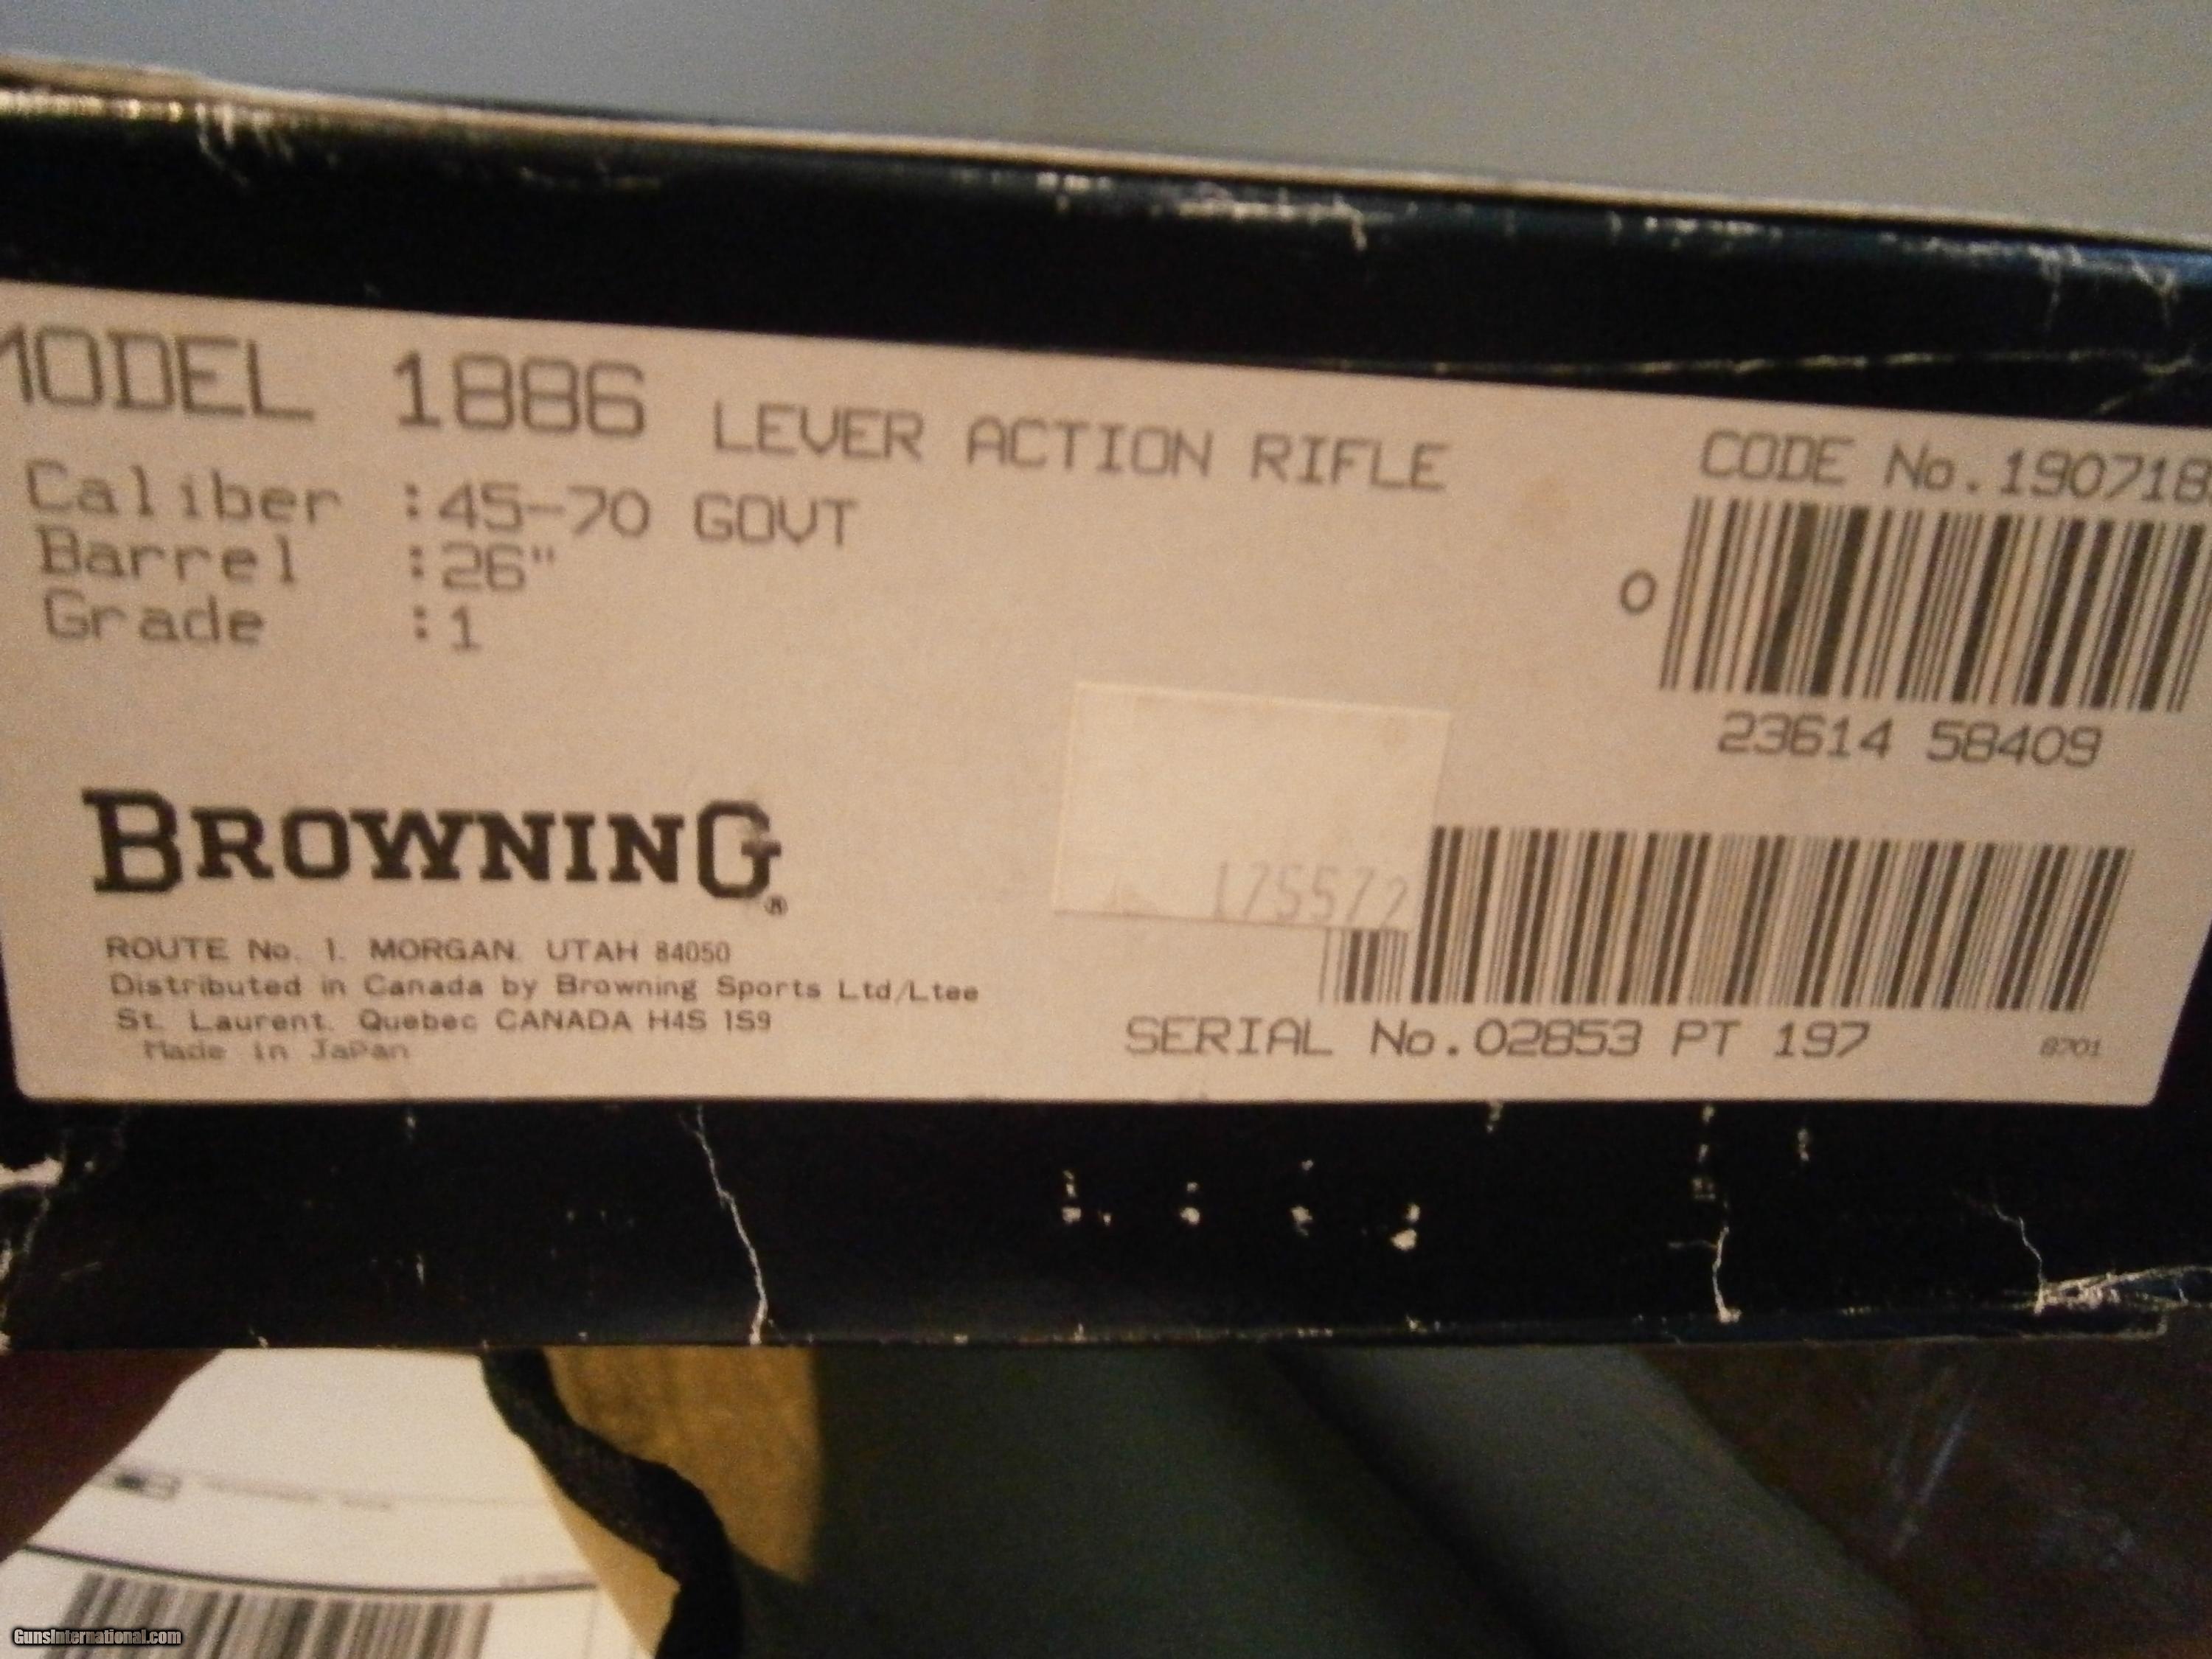 MODEL 1886 LEVER ACTION RIFLE
Caliber :45-70 GOVT
Barrel :26"
Grade :1
CODE No.190718
0
23614 58409
BROWNING®
ROUTE No. 1. MORGAN. UTAH 84050
Distributed in Canada by Browning Sports Ltd/Ltee
St. Laurent. Quebec CANADA H4S 1S9
Made in JaPan
175572
SERIAL No.02853 PT 197
8701
GunsInternational.com